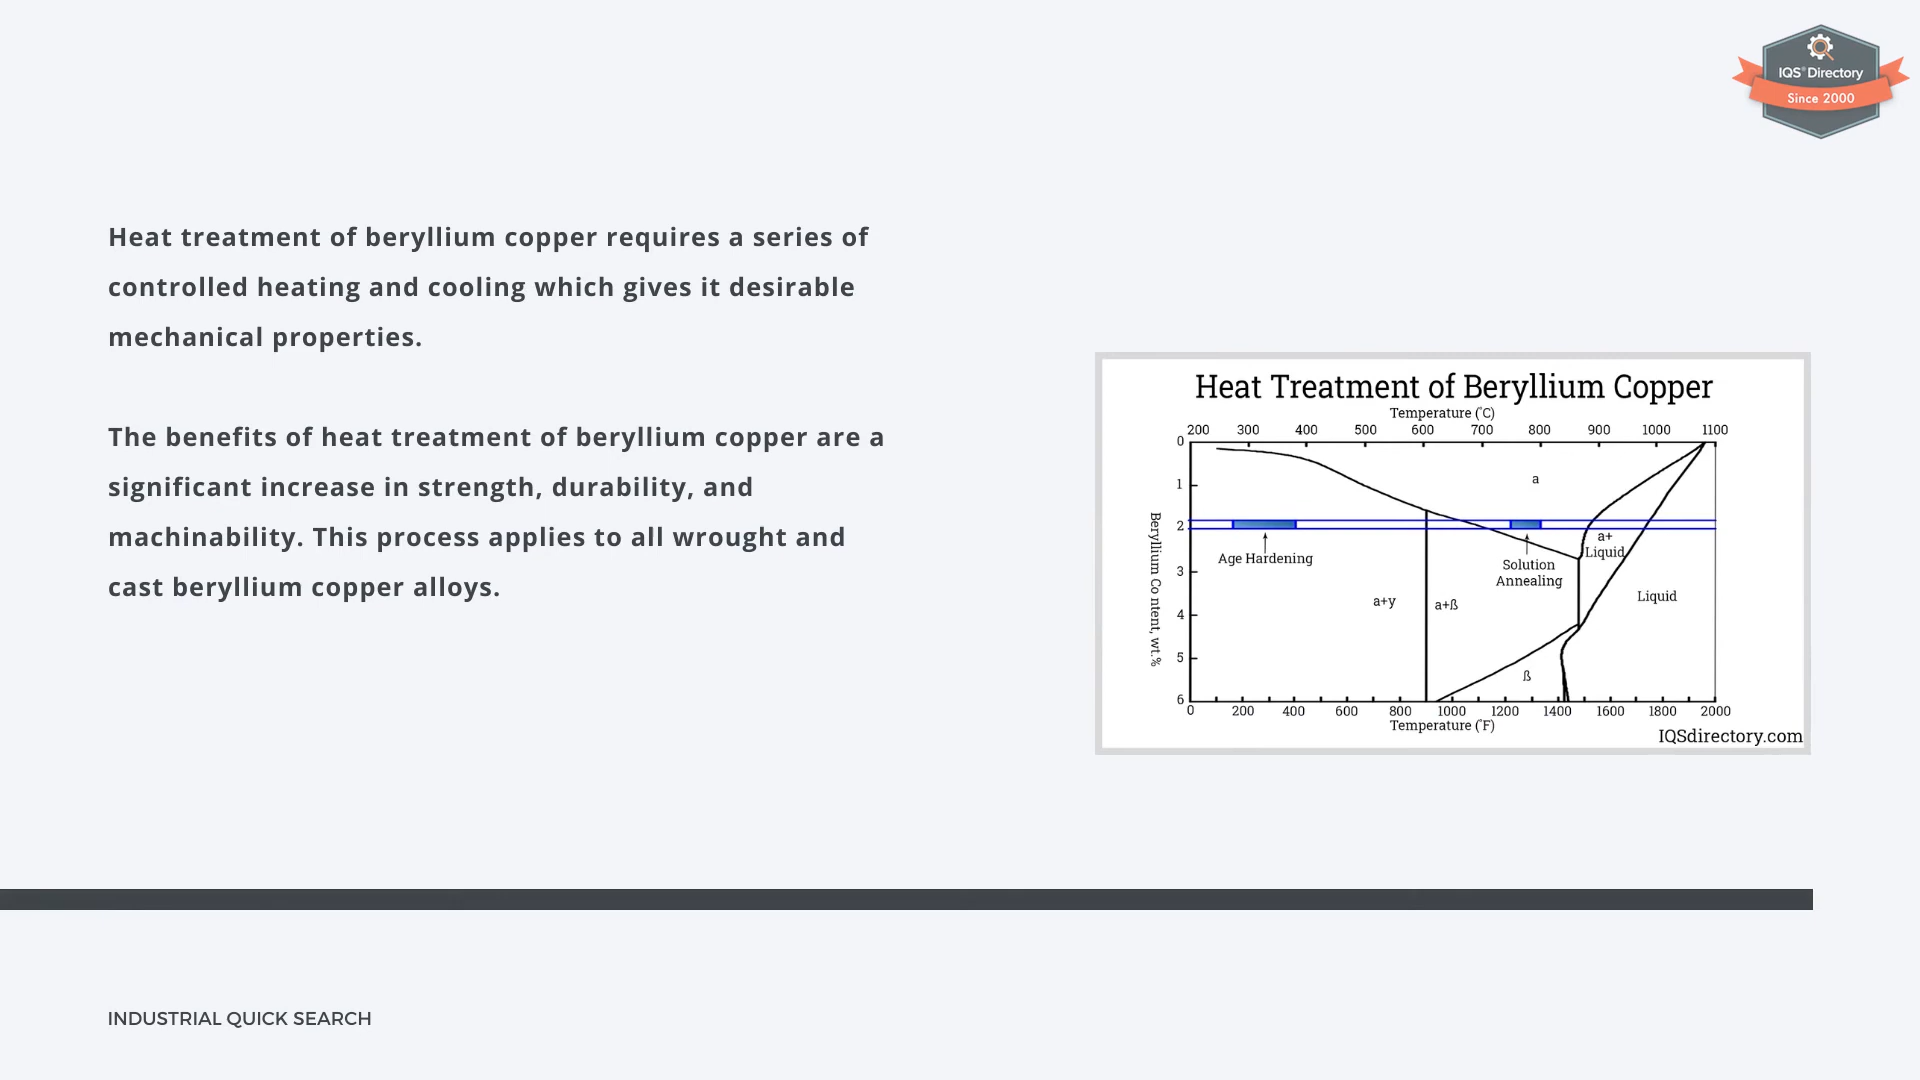 IQS® Directory
Since 2000
Heat treatment of beryllium copper requires a series of
controlled heating and cooling which gives it desirable
mechanical properties.
The benefits of heat treatment of beryllium copper are a
significant increase in strength, durability, and
machinability. This process applies to all wrought and
cast beryllium copper alloys.
Heat Treatment of Beryllium Copper
Temperature (°C)
200 300 400 500 600 700 800 900 1000 1100
0
1
2
3
4
5
6
Beryllium Co ntent, wt.%
a
a+
Liquid
Age Hardening
Solution
Annealing
a+y
a+ß
Liquid
ß
0 200 400 600 800 1000 1200 1400 1600 1800 2000
Temperature (°F)
IQSdirectory.com
INDUSTRIAL QUICK SEARCH